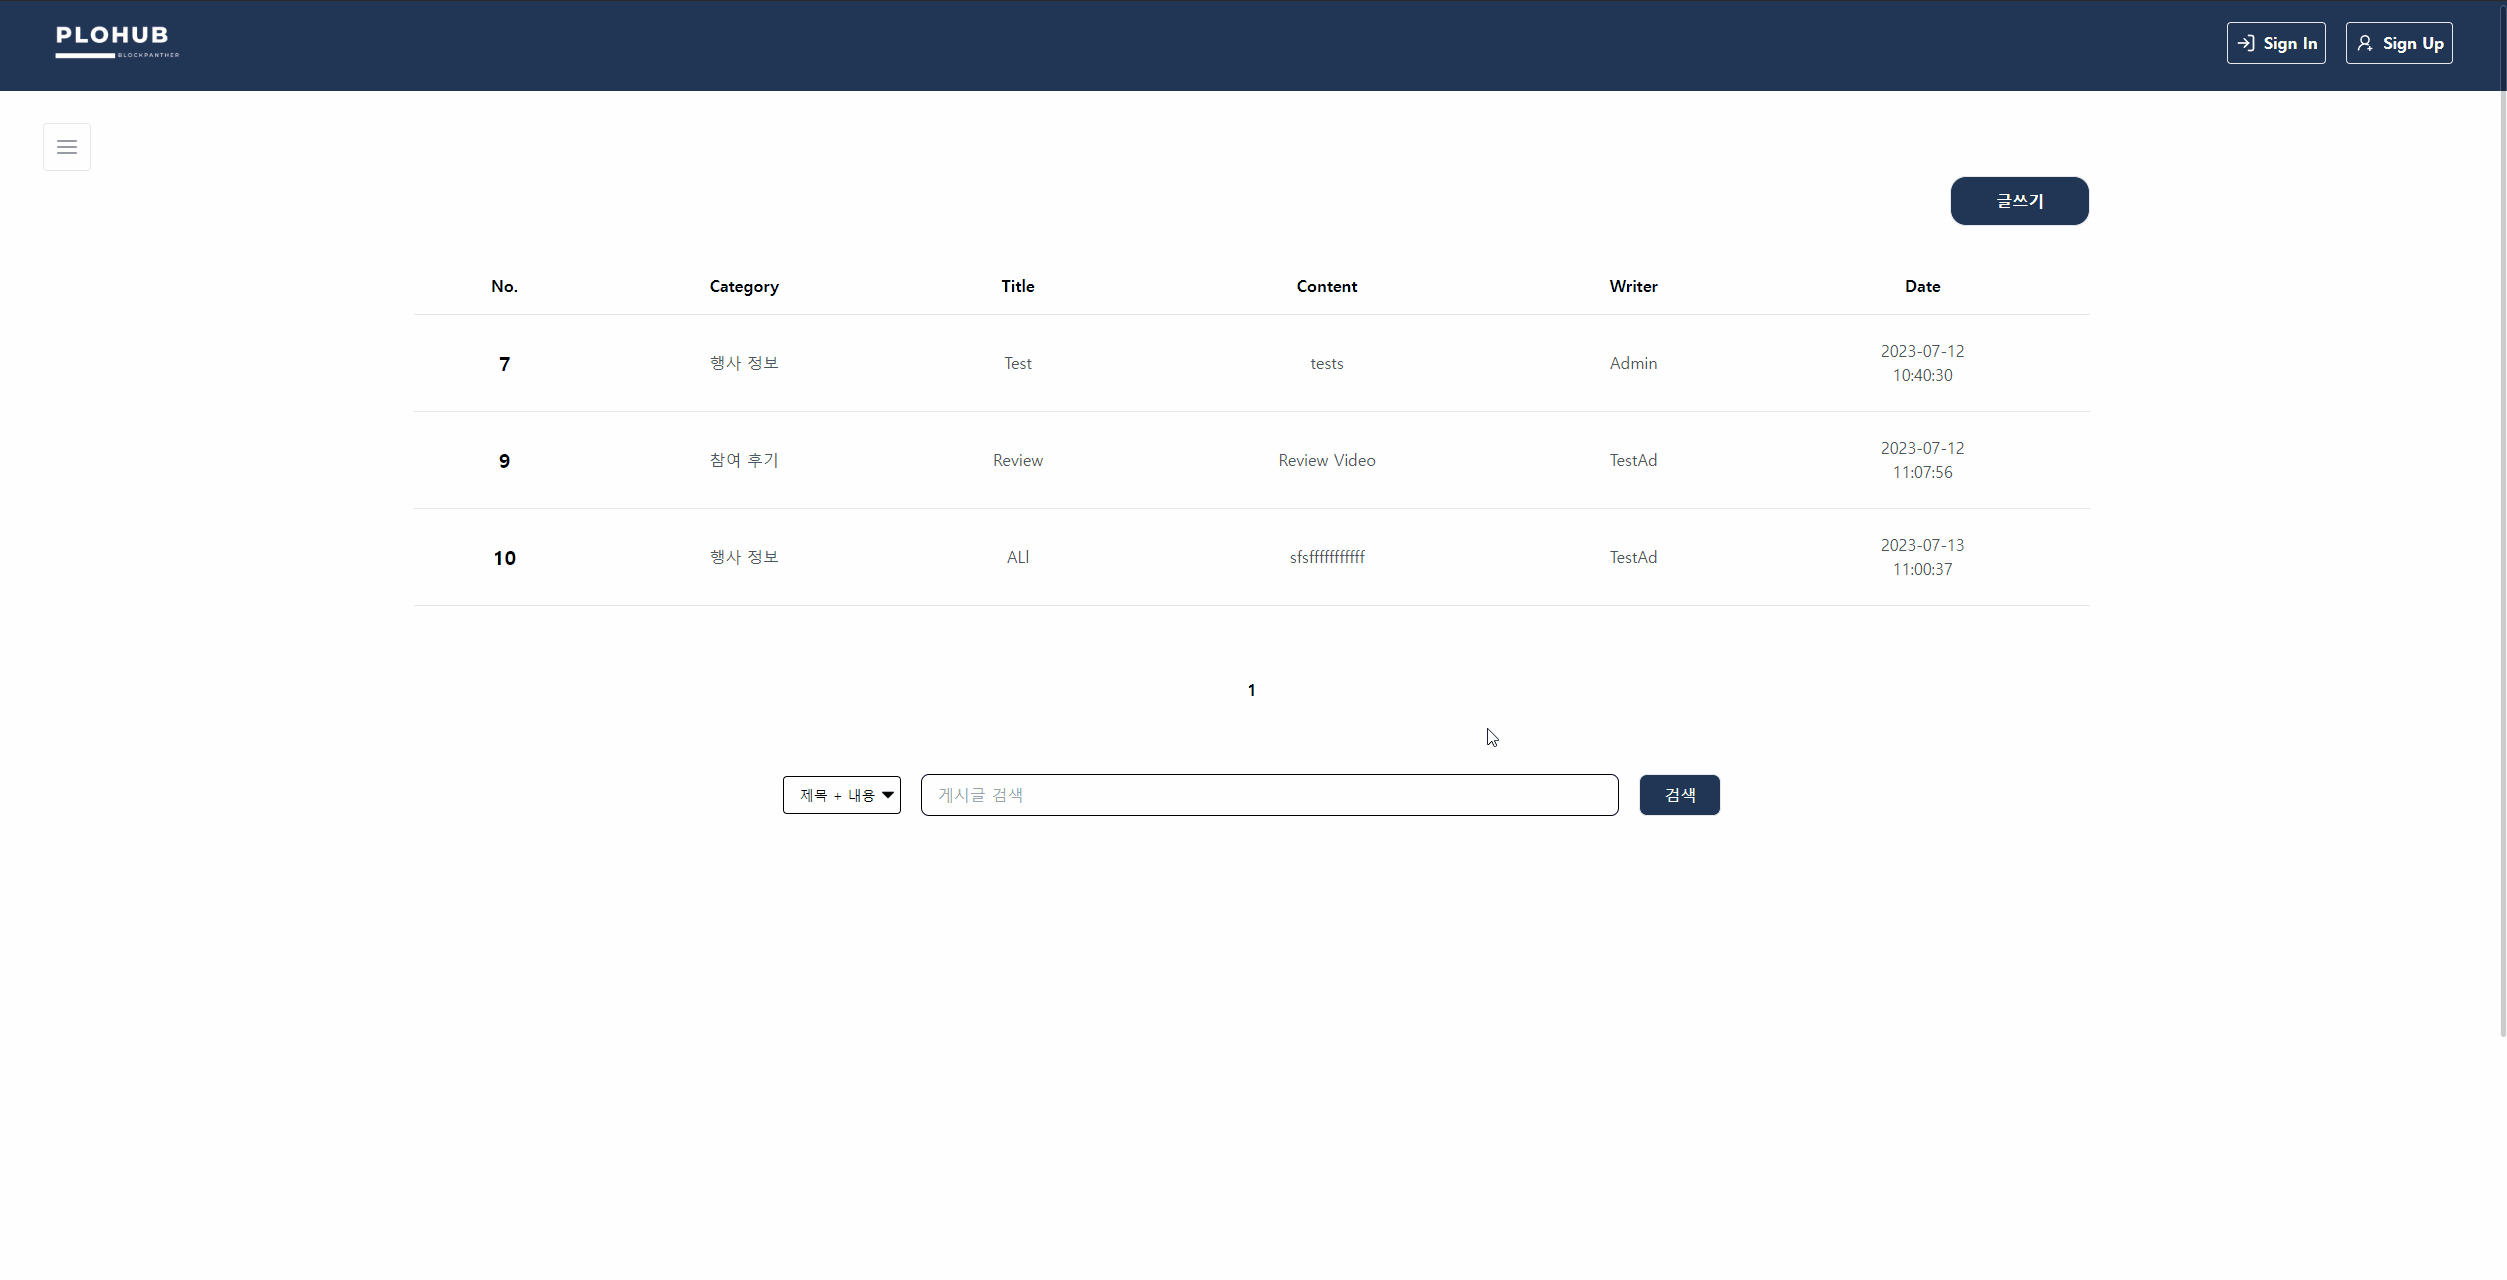 PLOHUB
BLOCKPANTHER
Sign In
Sign Up
글쓰기
No. Category Title Content Writer Date
7 행사 정보 Test tests Admin 2023-07-12 10:40:30
9 참여 후기 Review Review Video TestAd 2023-07-12 11:07:56
10 행사 정보 ALl sfsfffffffffff TestAd 2023-07-13 11:00:37
1
제목 + 내용
게시글 검색
검색